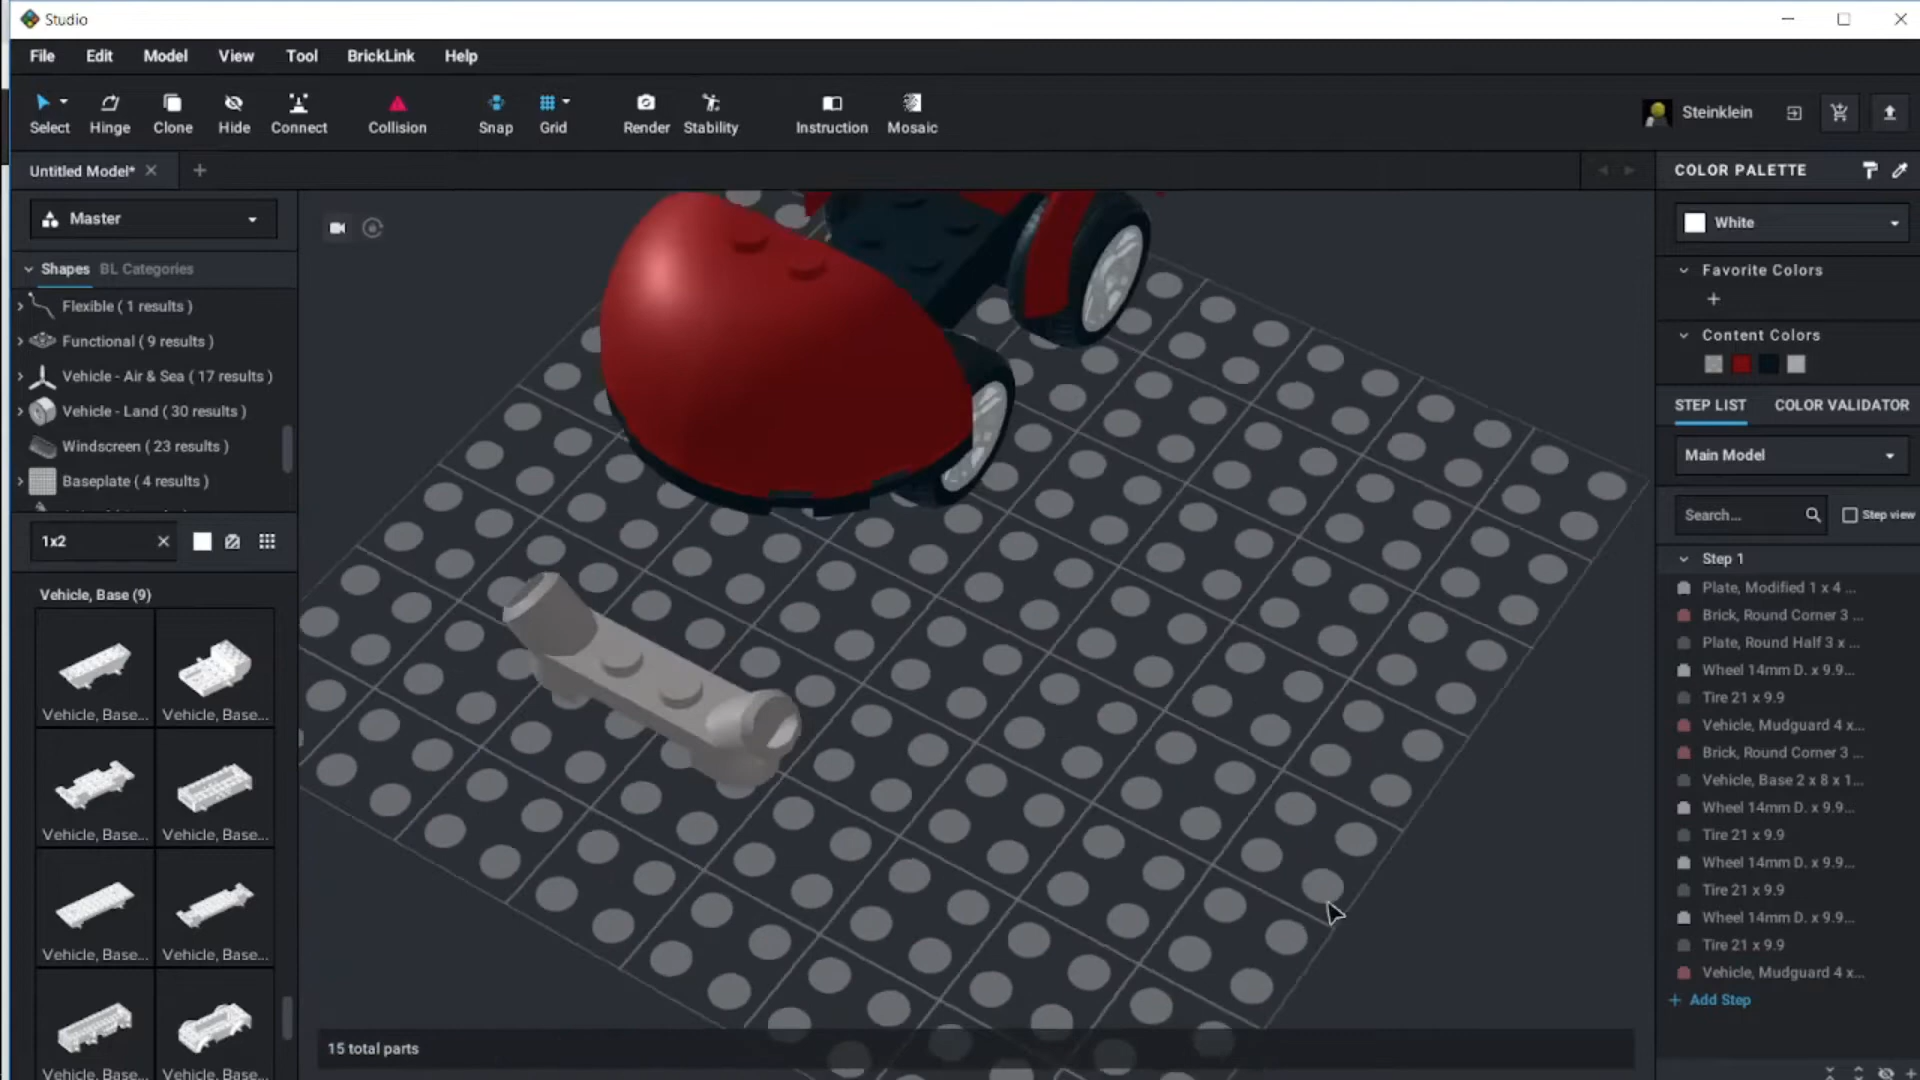 Studio
File Edit Model View Tool BrickLink Help
Select Hinge Clone Hide Connect Collision Snap Grid Render Stability Instruction Mosaic
Steinklein
Untitled Model*
Master
Shapes BL Categories
Flexible ( 1 results )
Functional ( 9 results )
Vehicle - Air & Sea ( 17 results )
Vehicle - Land ( 30 results )
Windscreen ( 23 results )
Baseplate ( 4 results )
1x2
Vehicle, Base (9)
Vehicle, Base... Vehicle, Base...
Vehicle, Base... Vehicle, Base...
Vehicle, Base... Vehicle, Base...
Vehicle, Base... Vehicle, Base...
15 total parts
COLOR PALETTE
White
Favorite Colors
Content Colors
STEP LIST COLOR VALIDATOR
Main Model
Search... Step view
Step 1
Plate, Modified 1 x 4 ...
Brick, Round Corner 3 ...
Plate, Round Half 3 x ...
Wheel 14mm D. x 9.9...
Tire 21 x 9.9
Vehicle, Mudguard 4 x...
Brick, Round Corner 3 ...
Vehicle, Base 2 x 8 x 1...
Wheel 14mm D. x 9.9...
Tire 21 x 9.9
Wheel 14mm D. x 9.9...
Tire 21 x 9.9
Wheel 14mm D. x 9.9...
Tire 21 x 9.9
Vehicle, Mudguard 4 x...
+ Add Step